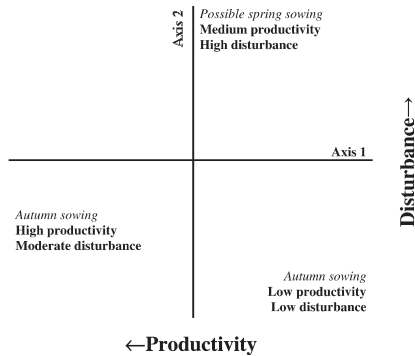 Axis 2
Possible spring sowing
Medium productivity
High disturbance
Axis 1
Disturbance→
Autumn sowing
High productivity
Moderate disturbance
Autumn sowing
Low productivity
Low disturbance
←Productivity